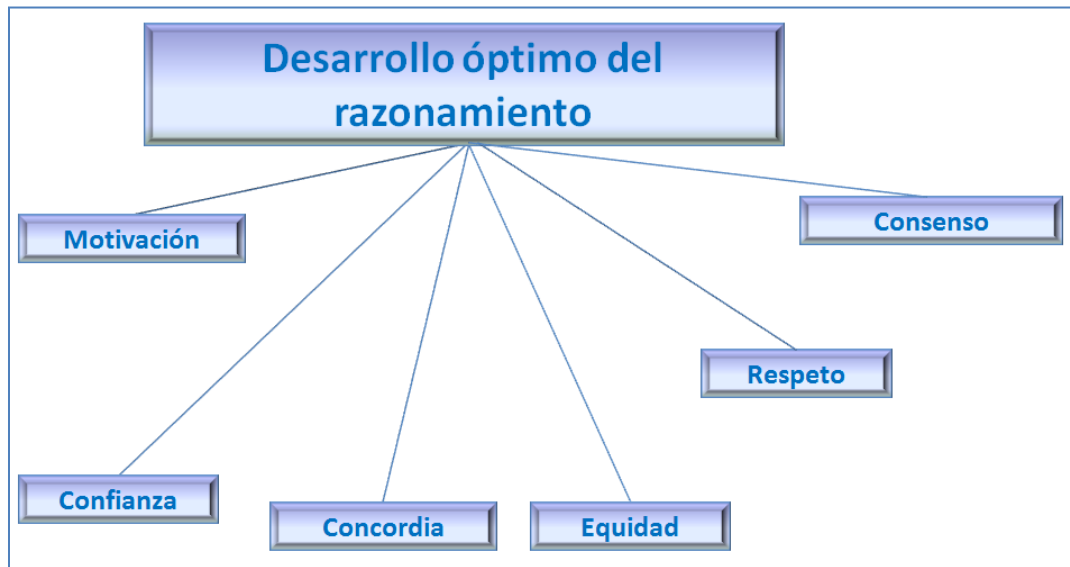 Desarrollo óptimo del
razonamiento
Motivación
Consenso
Respeto
Confianza
Concordia
Equidad